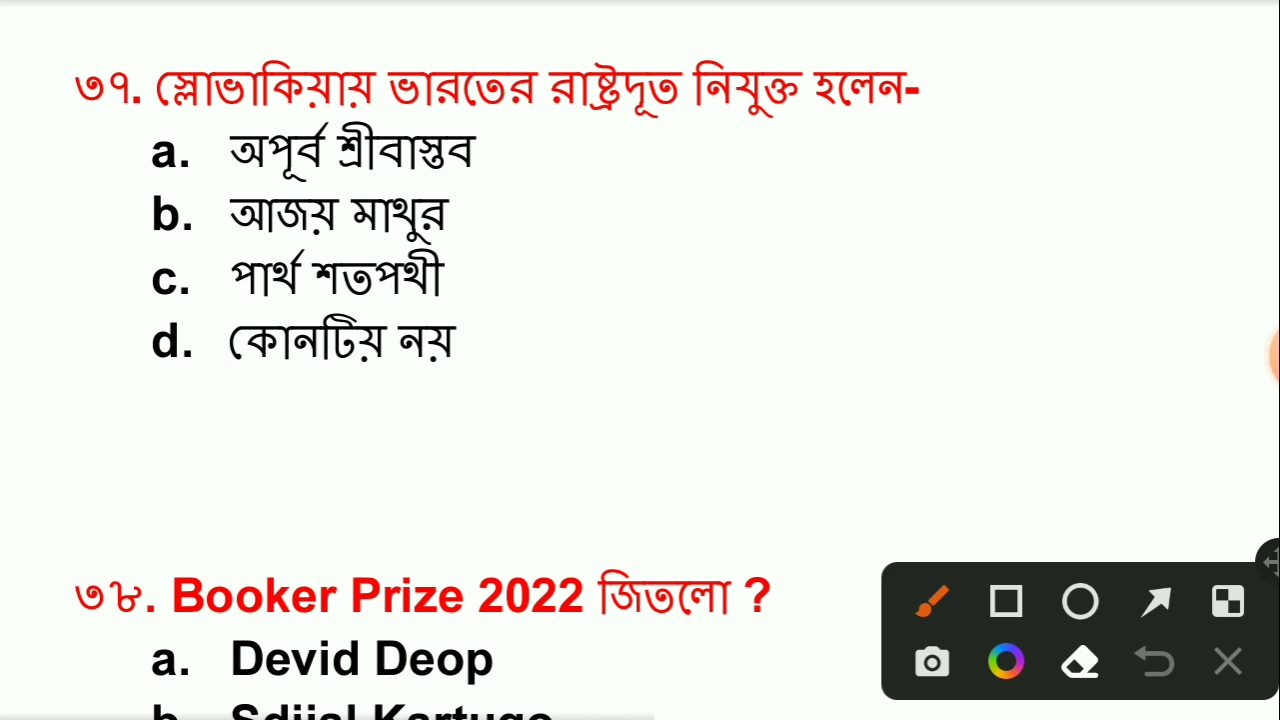 ৩৭. স্লোভাকিয়ায় ভারতের রাষ্ট্রদূত নিযুক্ত হলেন-
a. অপূর্ব শ্রীবাস্তব
b. আজয় মাথুর
c. পার্থ শতপথী
d. কোনটিয় নয়
৩৮. Booker Prize 2022 জিতলো ?
a. Devid Deop